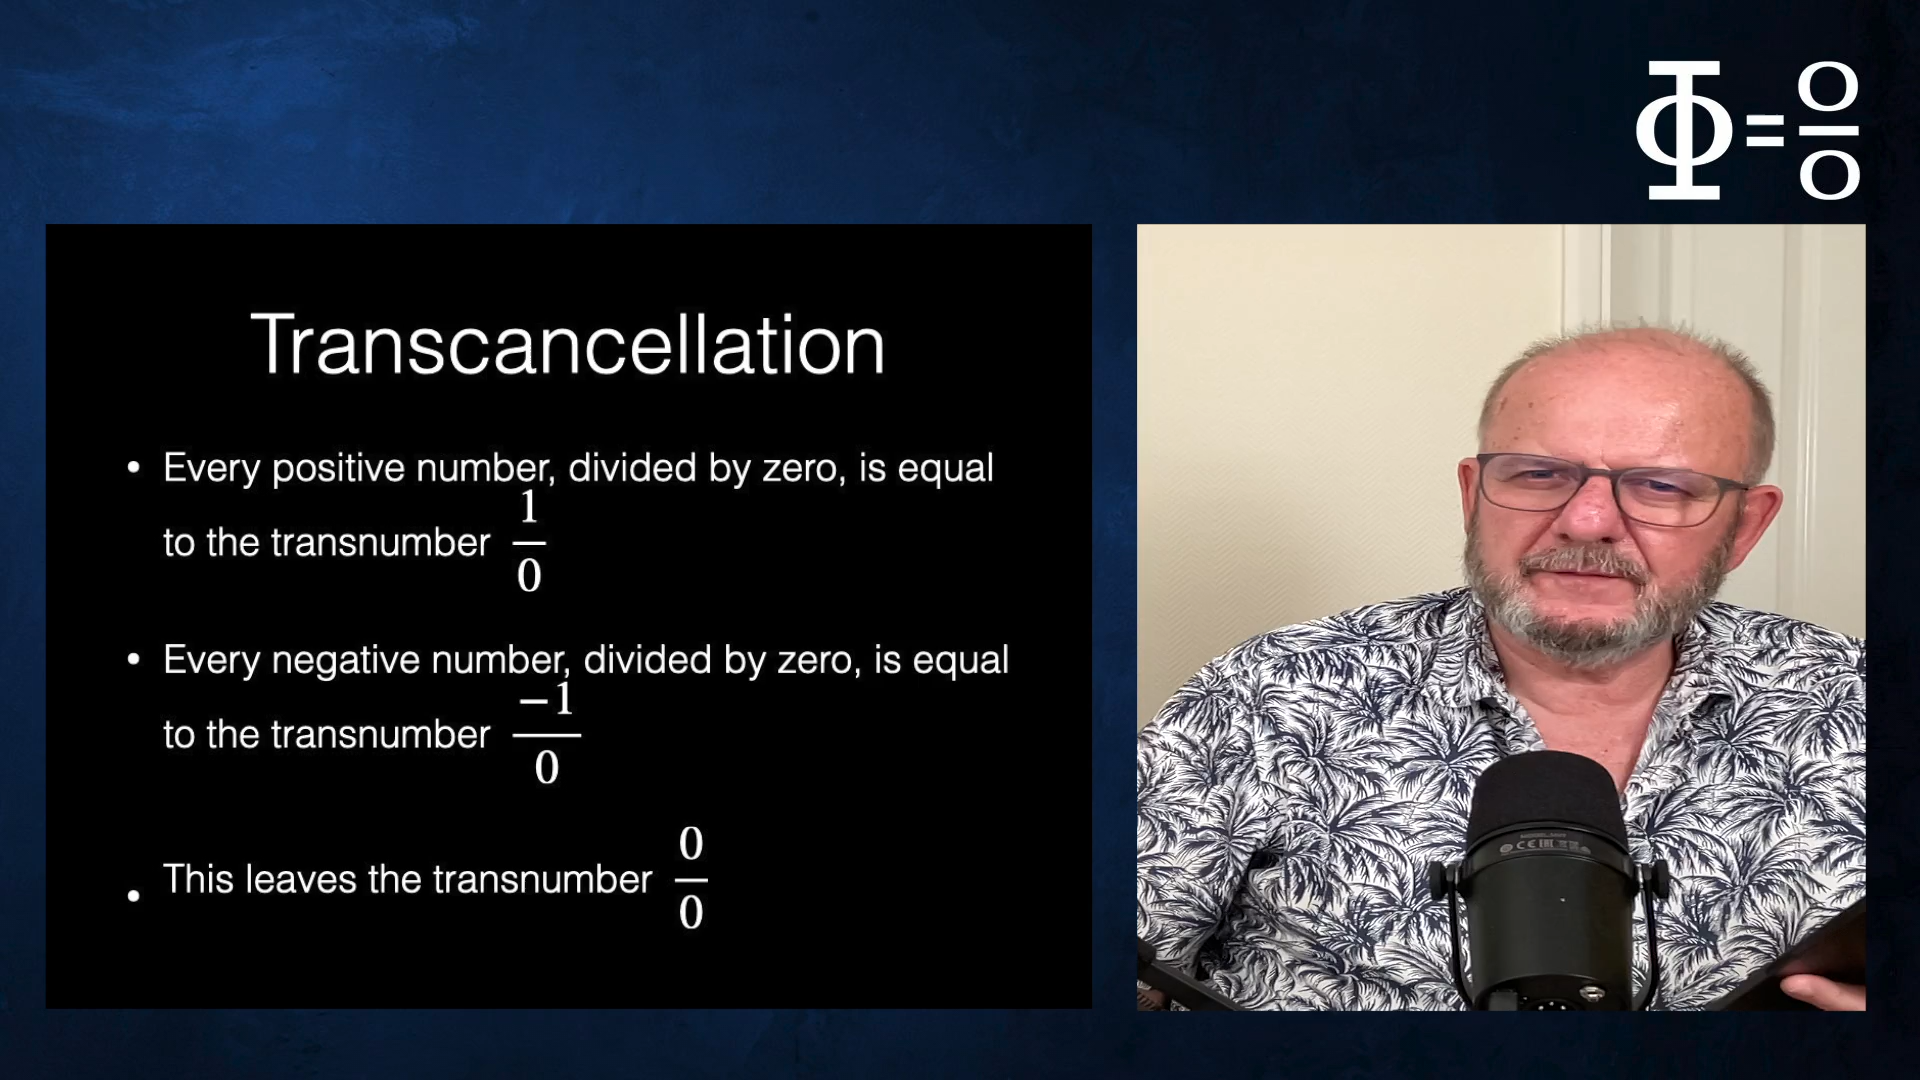 Φ=0/0
Transcancellation
• Every positive number, divided by zero, is equal
to the transnumber 1/0
• Every negative number, divided by zero, is equal
to the transnumber −1/0
• This leaves the transnumber 0/0